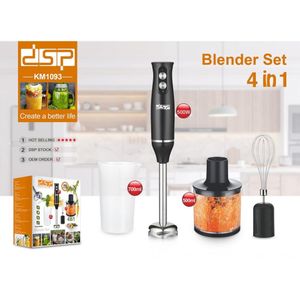 dsp
KM1093
Create a better life
Blender Set
4 in 1
1 HOT SELLING
2 DSP STOCK
3 OEM ORDER
500W
700ml
500ml
dsp